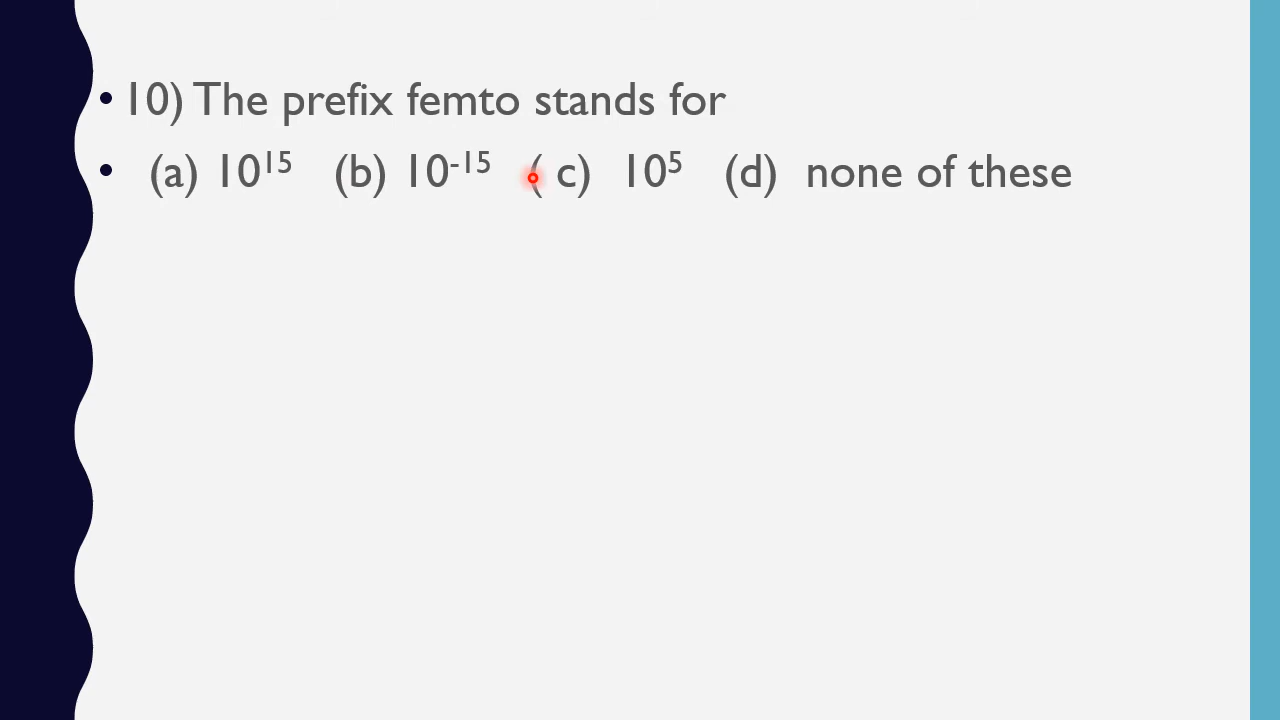 • 10) The prefix femto stands for
• (a) 10¹⁵ (b) 10⁻¹⁵ ( c) 10⁵ (d) none of these